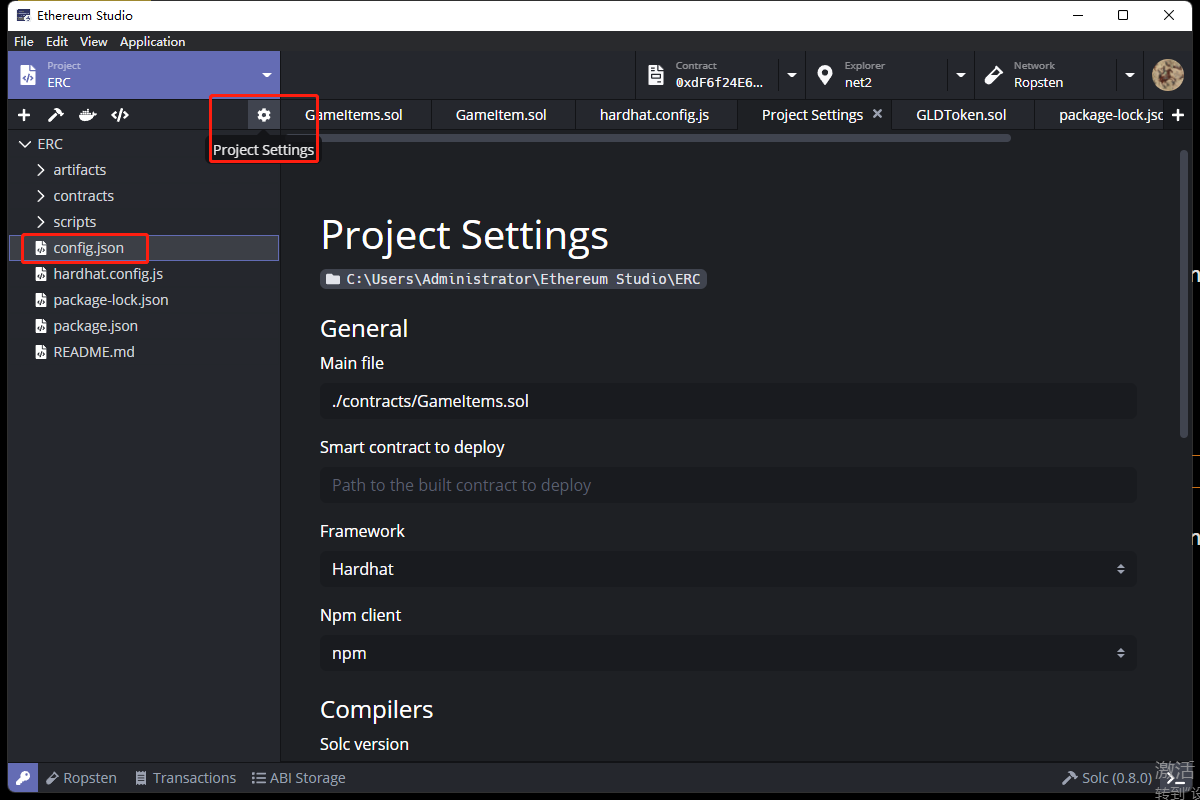 Ethereum Studio
File Edit View Application
Project
ERC
Contract
0xdF6f24E6...
Explorer
net2
Network
Ropsten
GameItems.sol
GameItem.sol
hardhat.config.js
Project Settings
GLDToken.sol
package-lock.jsc
Project Settings
ERC
artifacts
contracts
scripts
config.json
hardhat.config.js
package-lock.json
package.json
README.md
Project Settings
C:\Users\Administrator\Ethereum Studio\ERC
General
Main file
./contracts/GameItems.sol
Smart contract to deploy
Path to the built contract to deploy
Framework
Hardhat
Npm client
npm
Compilers
Solc version
Ropsten
Transactions
ABI Storage
Solc (0.8.0)
激活
转到"设